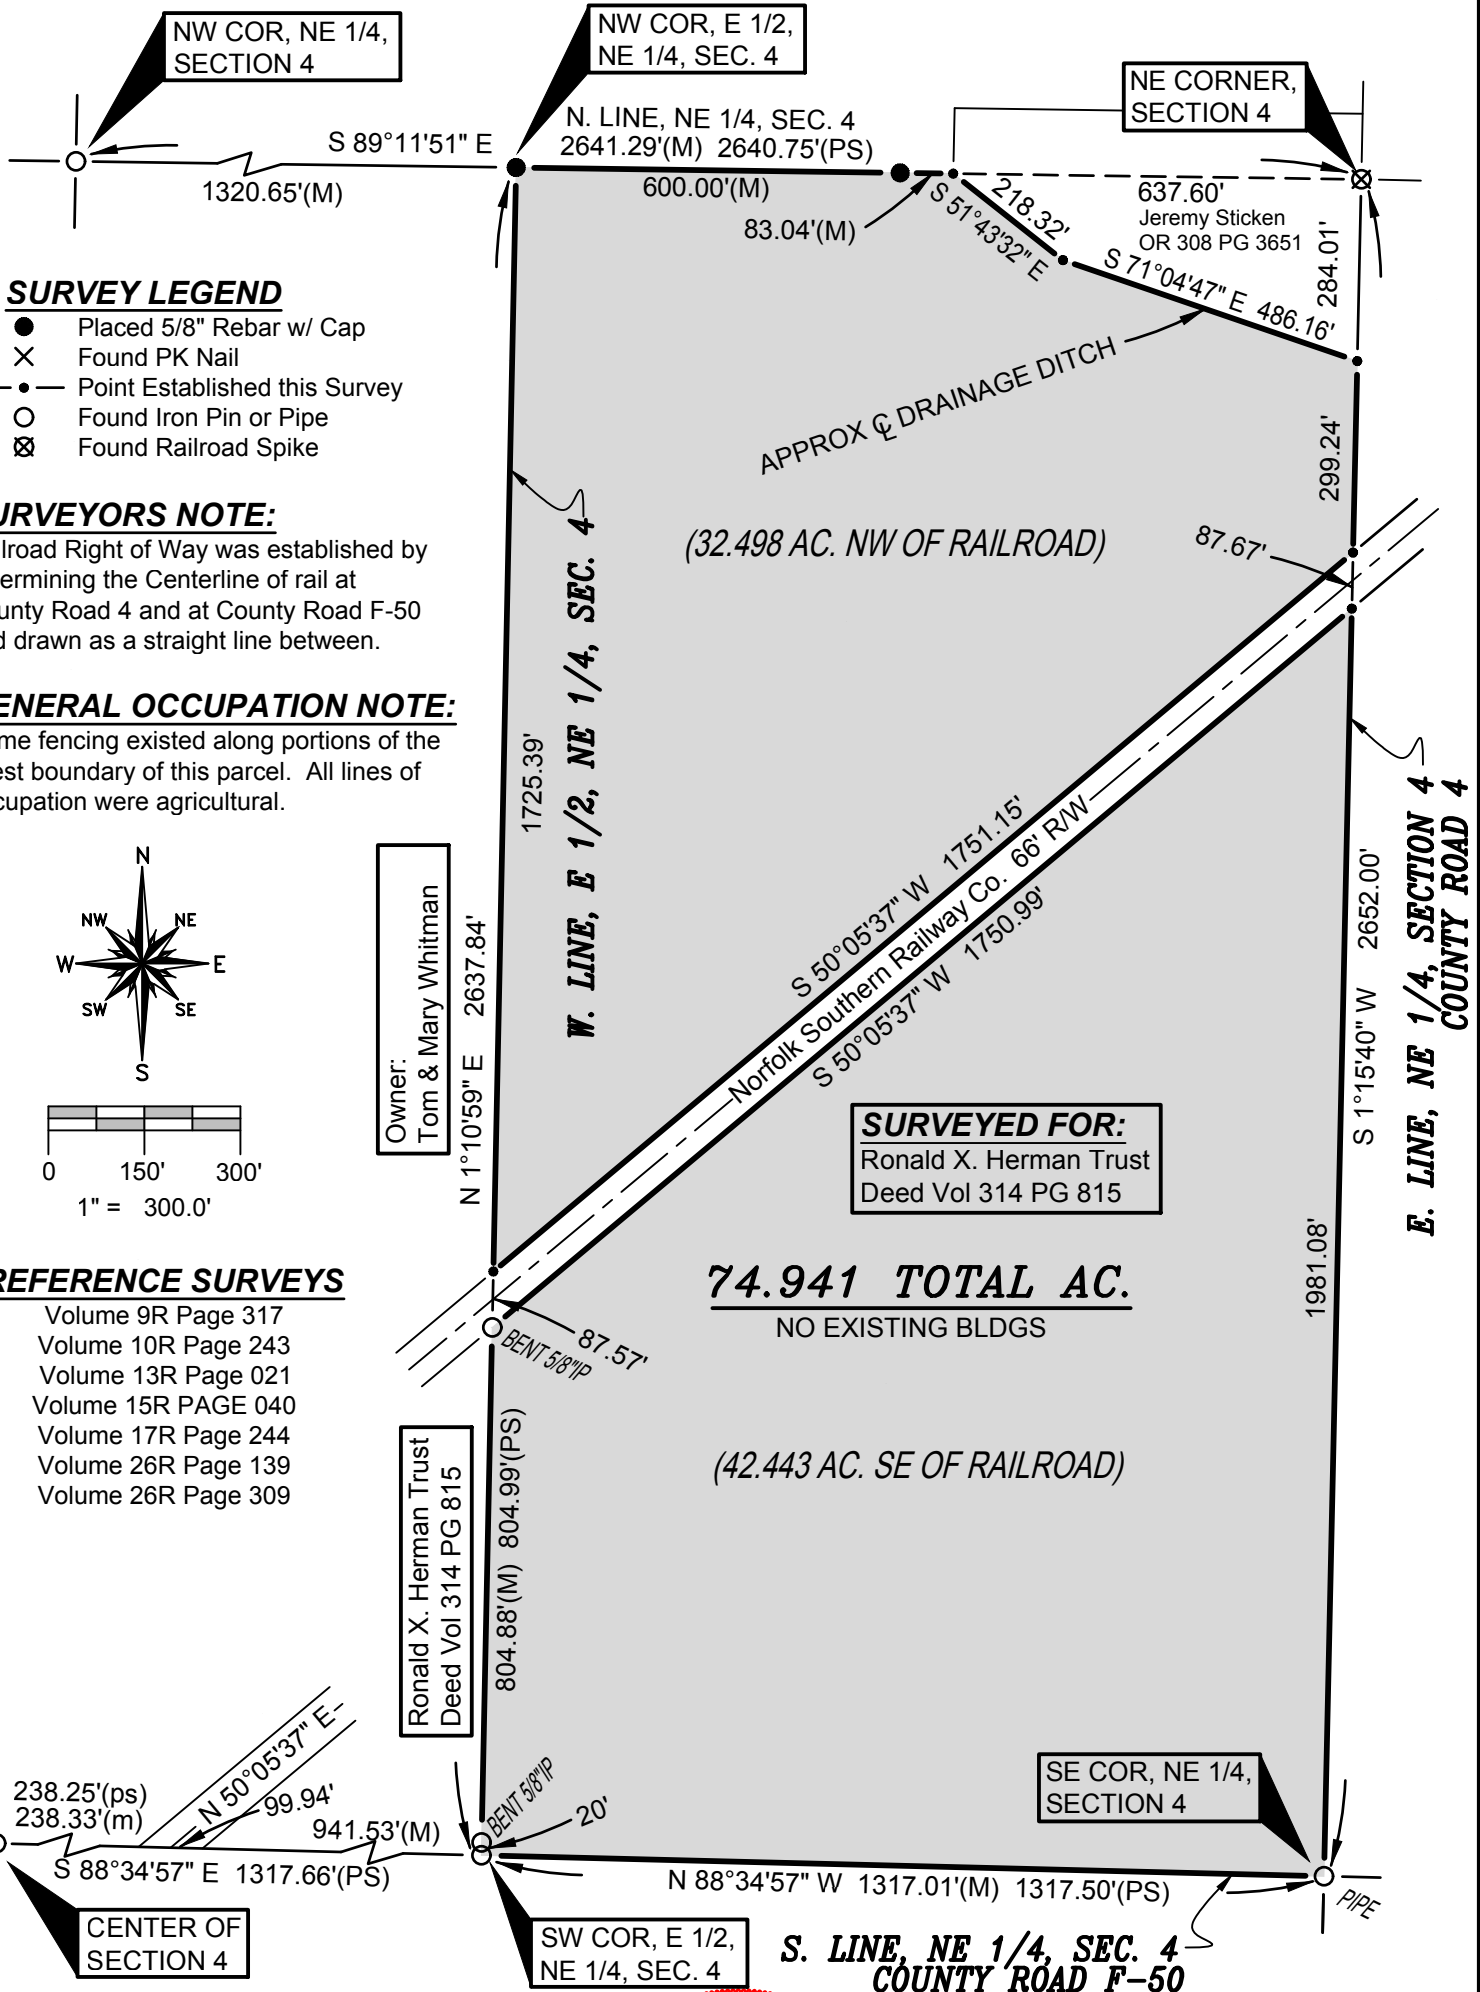 NW COR, NE 1/4,
SECTION 4
NW COR, E 1/2,
NE 1/4, SEC. 4
NE CORNER,
SECTION 4
S 89°11'51" E
1320.65'(M)
N. LINE, NE 1/4, SEC. 4
2641.29'(M) 2640.75'(PS)
600.00'(M)
83.04'(M)
218.32'
S 51°43'32" E
637.60'
Jeremy Sticken
OR 308 PG 3651
284.01'
S 71°04'47" E 486.16'
SURVEY LEGEND
Placed 5/8" Rebar w/ Cap
Found PK Nail
Point Established this Survey
Found Iron Pin or Pipe
Found Railroad Spike
APPROX ℄ DRAINAGE DITCH
299.24'
87.67'
(32.498 AC. NW OF RAILROAD)
URVEYORS NOTE:
lroad Right of Way was established by
ermining the Centerline of rail at
unty Road 4 and at County Road F-50
d drawn as a straight line between.
ENERAL OCCUPATION NOTE:
me fencing existed along portions of the
est boundary of this parcel. All lines of
cupation were agricultural.
W. LINE, E 1/2, NE 1/4, SEC. 4
1725.39'
N 1°10'59" E 2637.84'
Owner:
Tom & Mary Whitman
N
NW NE
W E
SW SE
S
0 150' 300'
1" = 300.0'
S 50°05'37" W 1751.15'
Norfolk Southern Railway Co. 66' R/W
S 50°05'37" W 1750.99'
S 1°15'40" W 2652.00'
E. LINE, NE 1/4, SECTION 4
COUNTY ROAD 4
SURVEYED FOR:
Ronald X. Herman Trust
Deed Vol 314 PG 815
1981.08'
74.941 TOTAL AC.
NO EXISTING BLDGS
REFERENCE SURVEYS
Volume 9R Page 317
Volume 10R Page 243
Volume 13R Page 021
Volume 15R PAGE 040
Volume 17R Page 244
Volume 26R Page 139
Volume 26R Page 309
BENT 5/8"IP
87.57'
(42.443 AC. SE OF RAILROAD)
Ronald X. Herman Trust
Deed Vol 314 PG 815
804.88'(M) 804.99'(PS)
N 50°05'37" E
238.25'(ps)
238.33'(m)
99.94'
941.53'(M)
S 88°34'57" E 1317.66'(PS)
BENT 5/8"IP
20'
SE COR, NE 1/4,
SECTION 4
N 88°34'57" W 1317.01'(M) 1317.50'(PS)
PIPE
CENTER OF
SECTION 4
SW COR, E 1/2,
NE 1/4, SEC. 4
S. LINE, NE 1/4, SEC. 4
COUNTY ROAD F-50